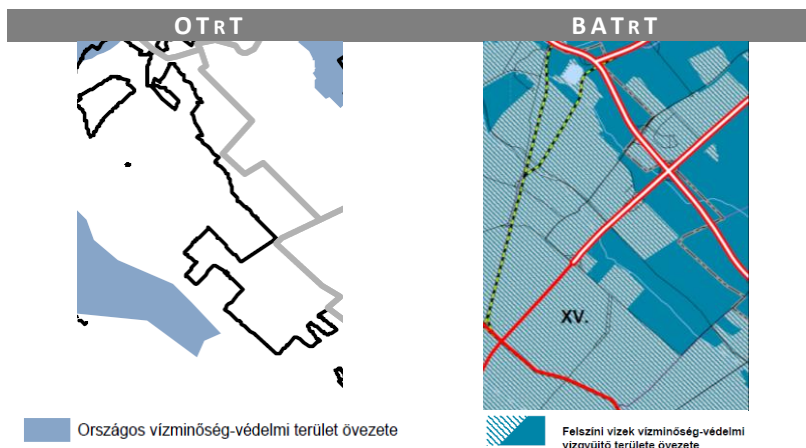 OTRT
BATRT
XV.
Országos vízminőség-védelmi terület övezete
Felszíni vizek vízminőség-védelmi
vízgyűjtő területe övezete